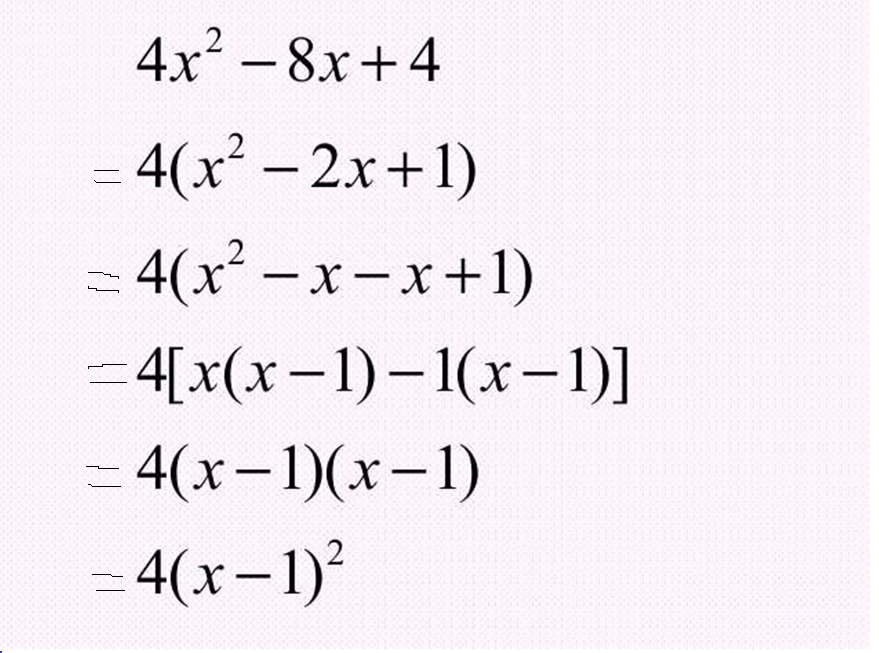 4x² − 8x + 4
= 4(x² − 2x + 1)
= 4(x² − x − x + 1)
= 4[x(x − 1) − 1(x − 1)]
= 4(x − 1)(x − 1)
= 4(x − 1)²